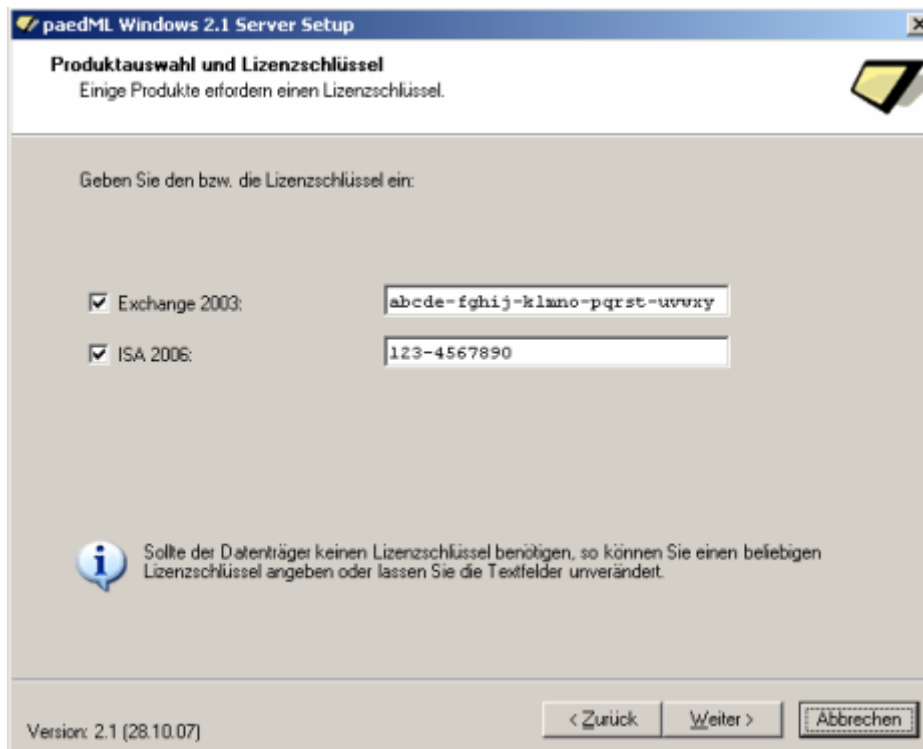 paedML Windows 2.1 Server Setup
Produktauswahl und Lizenzschlüssel
Einige Produkte erfordern einen Lizenzschlüssel.
Geben Sie den bzw. die Lizenzschlüssel ein:
Exchange 2003: abcde-fghij-klmno-pqrst-uvwxy
ISA 2006: 123-4567890
Sollte der Datenträger keinen Lizenzschlüssel benötigen, so können Sie einen beliebigen
Lizenzschlüssel angeben oder lassen Sie die Textfelder unverändert.
Version: 2.1 (28.10.07) < Zurück Weiter > Abbrechen